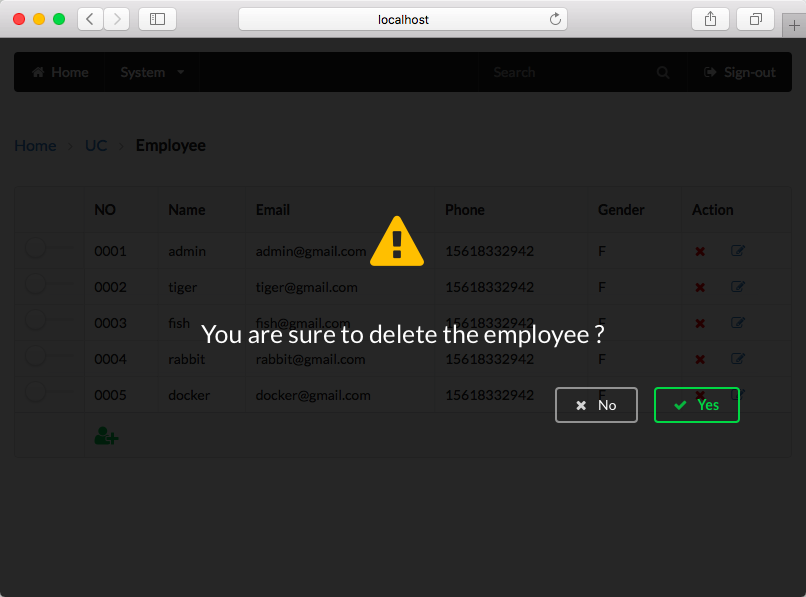 localhost
Home System Search Sign-out
Home UC Employee
NO Name Email Phone Gender Action
0001 admin admin@gmail.com 15618332942 F
0002 tiger tiger@gmail.com 15618332942 F
0003 fish fish@gmail.com 15618332942 F
You are sure to delete the employee ?
0004 rabbit rabbit@gmail.com 15618332942 F
0005 docker docker@gmail.com 15618332942 F
No Yes